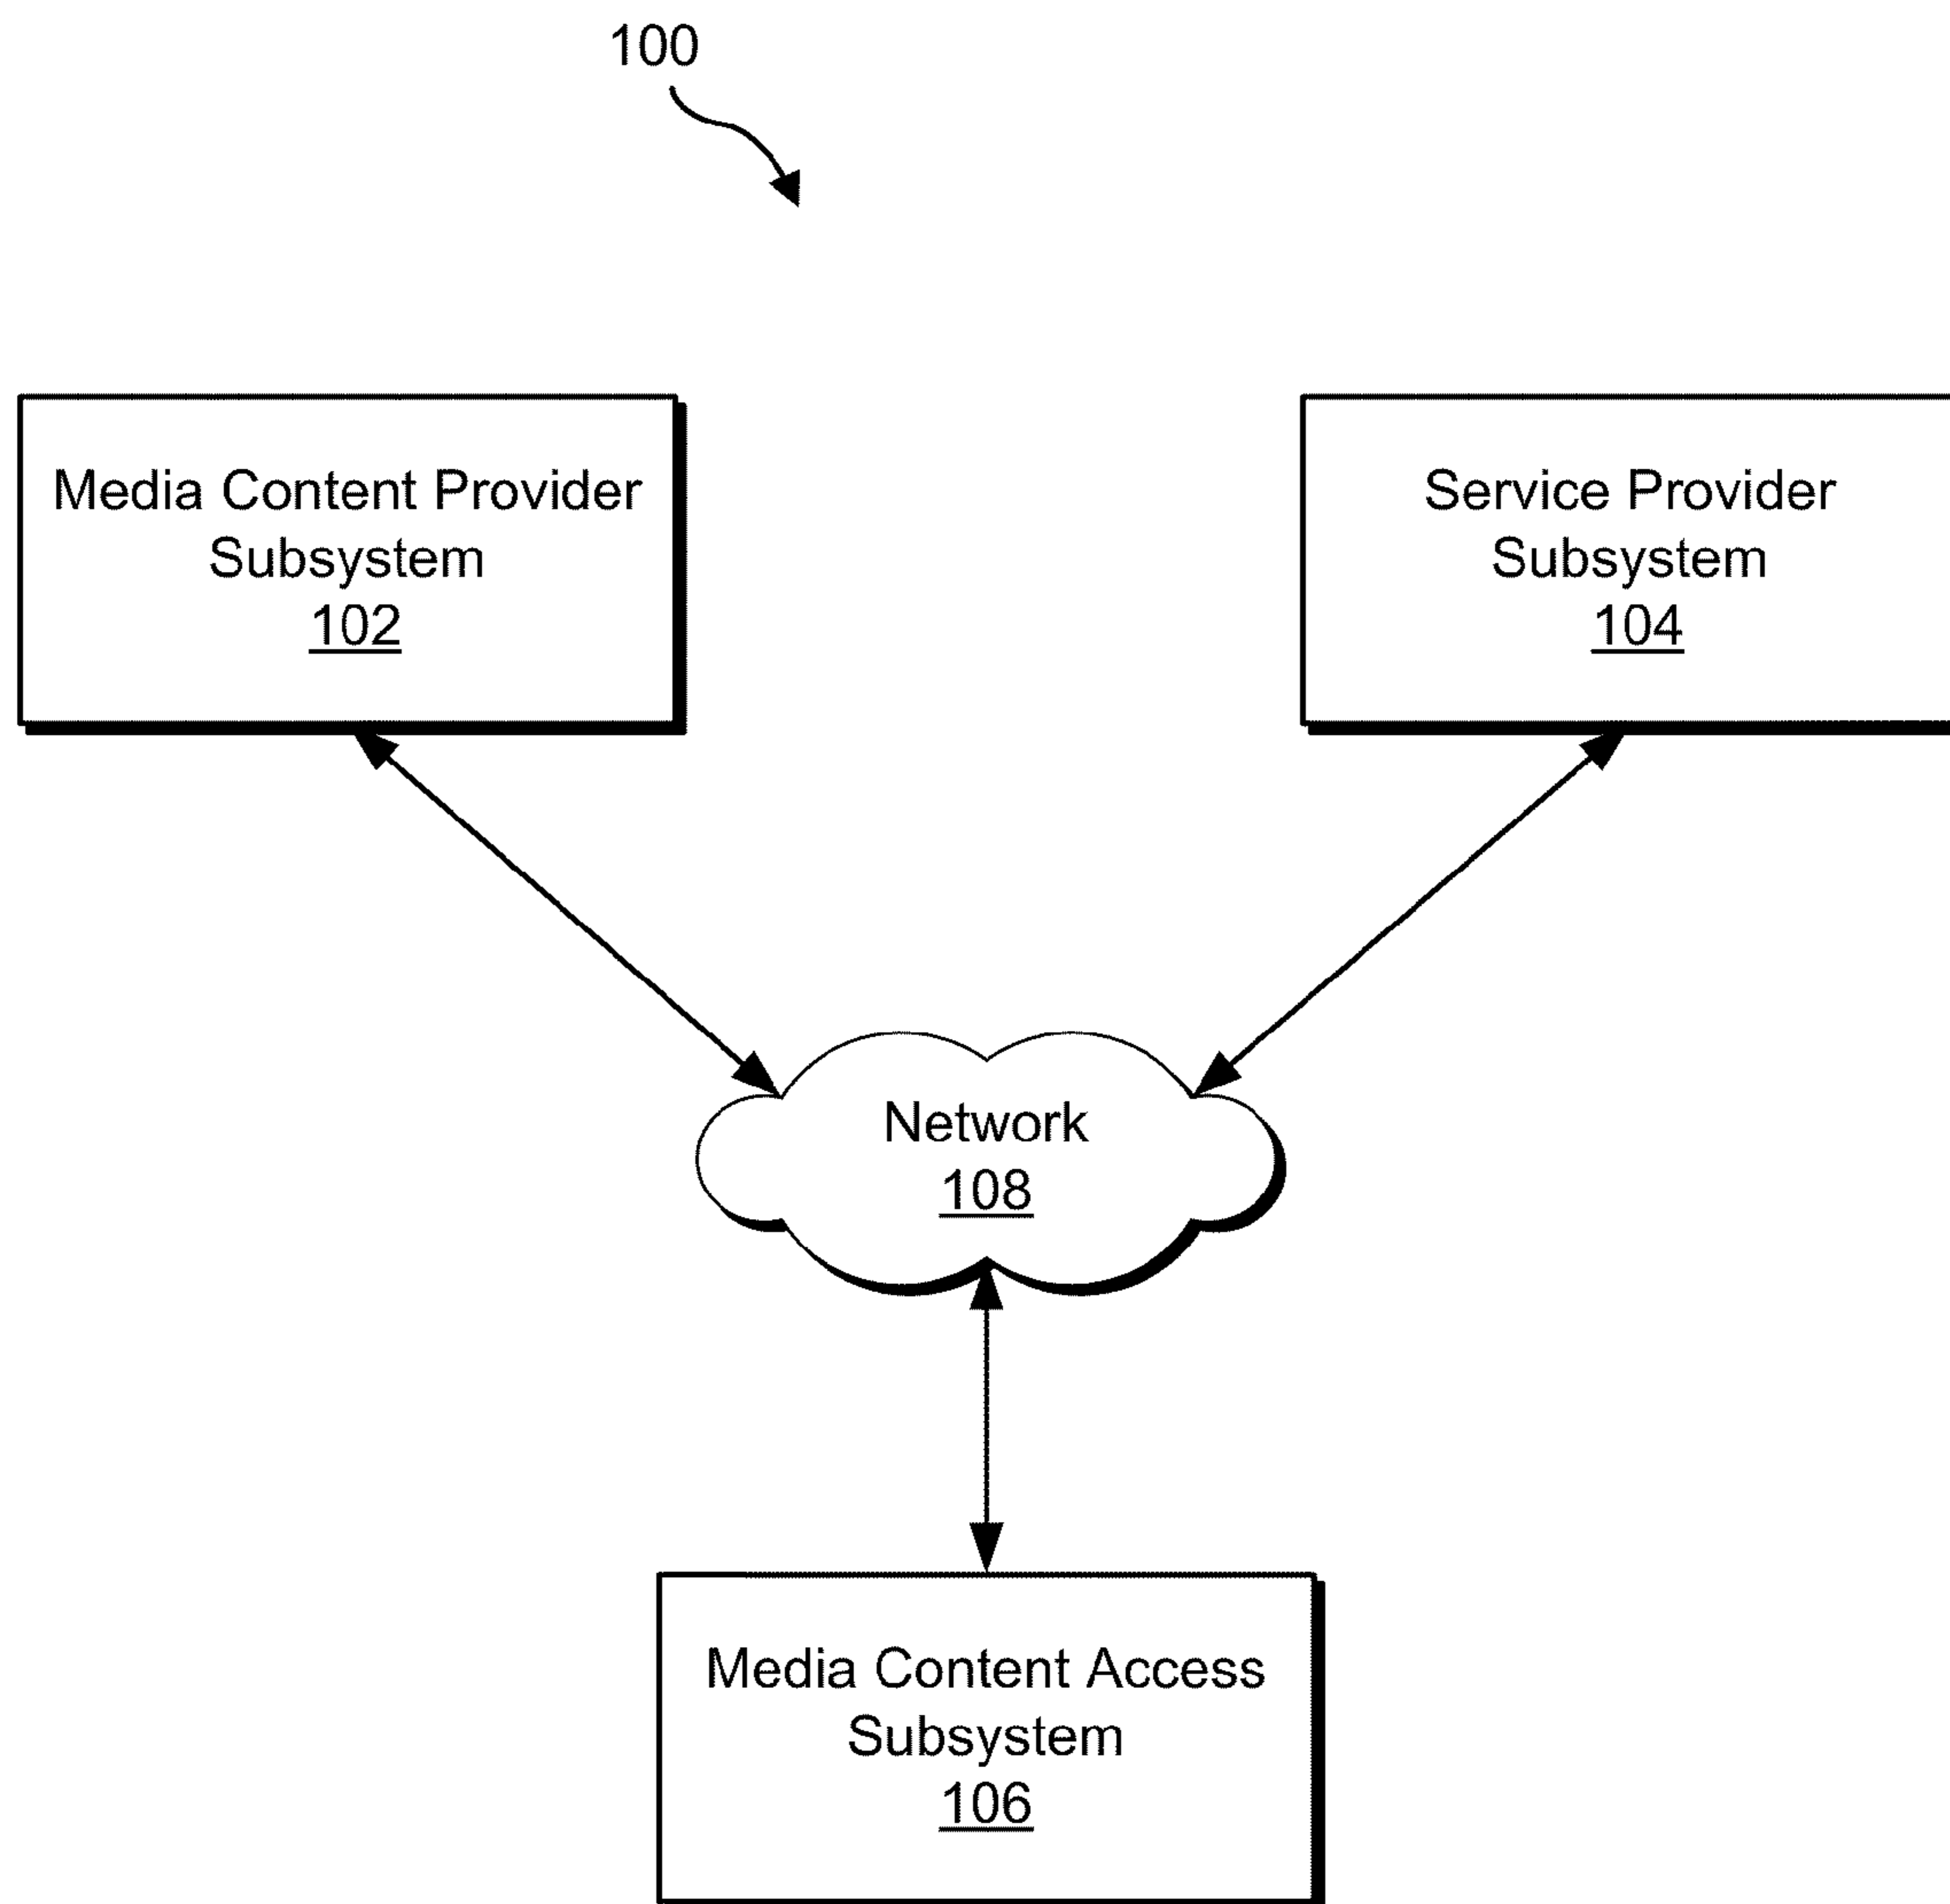 100
Media Content Provider
Subsystem
102
Service Provider
Subsystem
104
Network
108
Media Content Access
Subsystem
106